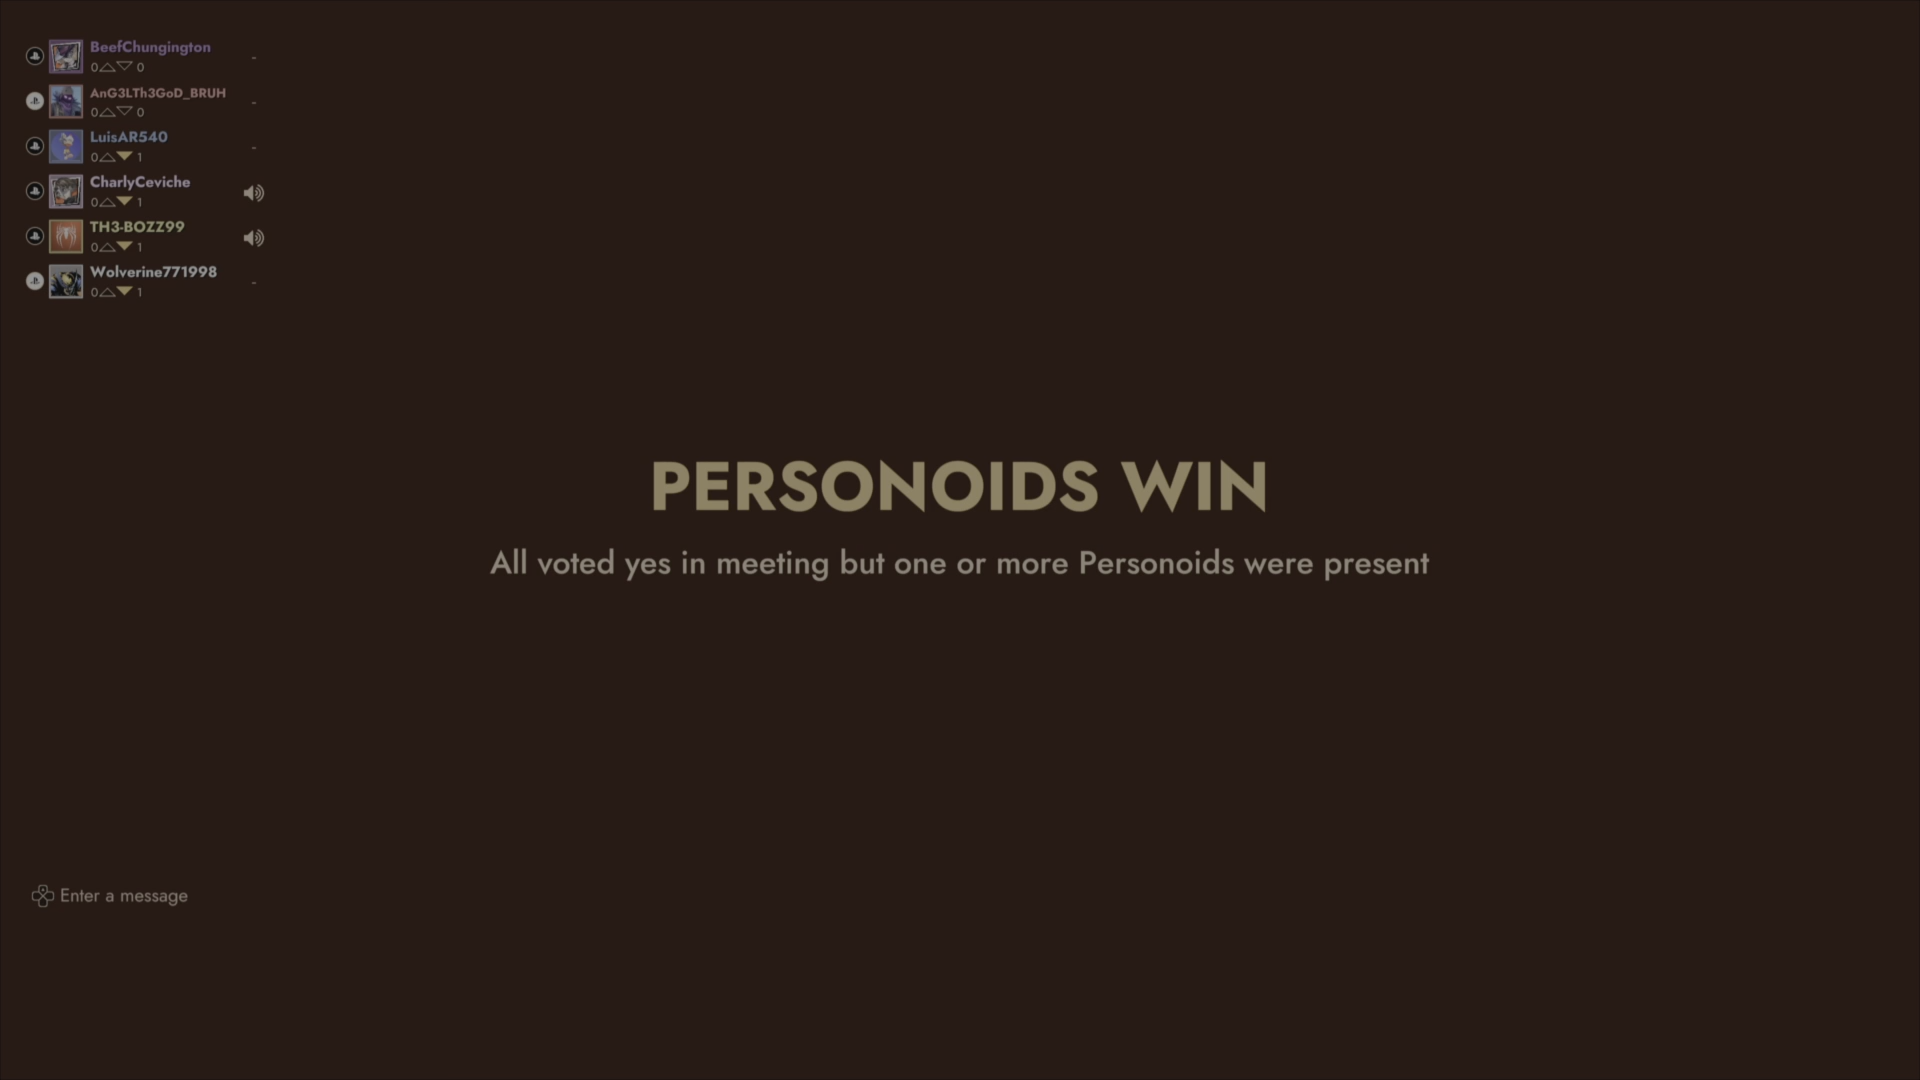 BeefChungington
0 0
-
AnG3LTh3GoD_BRUH
0 0
-
LuisAR540
0 1
-
CharlyCeviche
0 1
TH3-BOZZ99
0 1
Wolverine771998
0 1
-
PERSONOIDS WIN
All voted yes in meeting but one or more Personoids were present
Enter a message